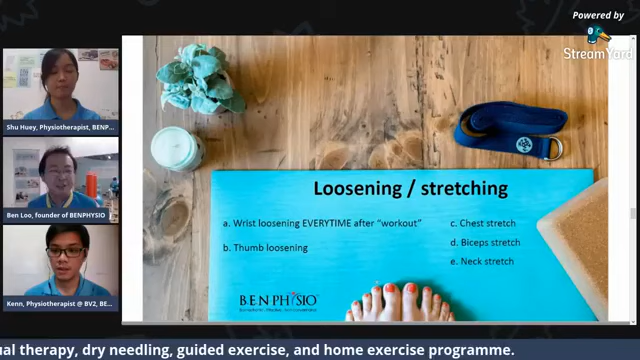 Powered by
StreamYard
Shu Huey, Physiotherapist, BENP...
Ben Loo, founder of BENPHYSIO
Kenn, Physiotherapist @ BV2, BE...
Loosening / stretching
a. Wrist loosening EVERYTIME after “workout”
b. Thumb loosening
c. Chest stretch
d. Biceps stretch
e. Neck stretch
BENPHYSIO
ual therapy, dry needling, guided exercise, and home exercise programme.